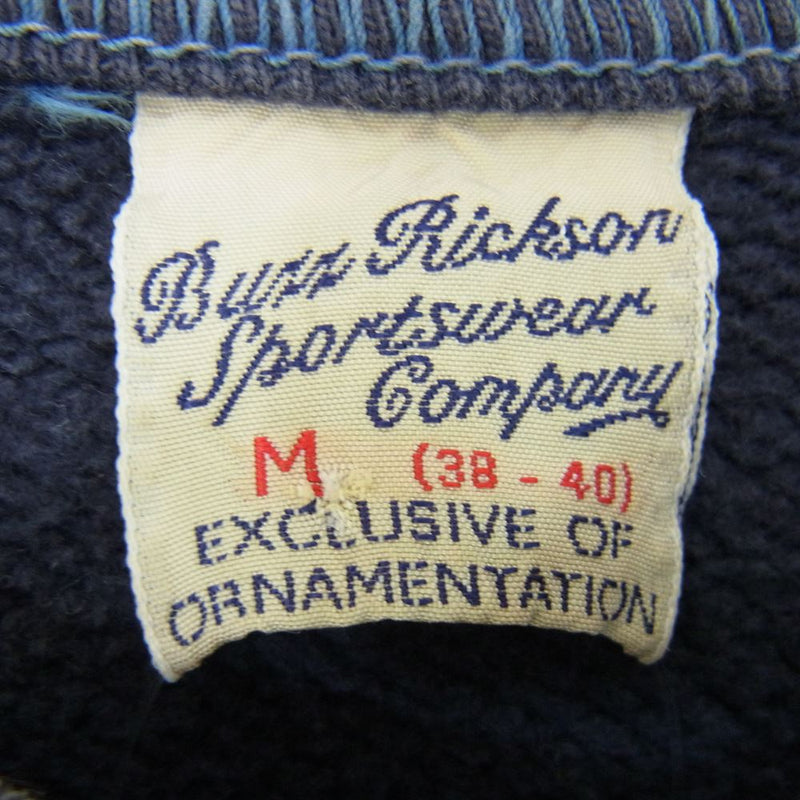 Buzz Rickson
Sportswear
Company
M (38 - 40)
EXCLUSIVE OF
ORNAMENTATION